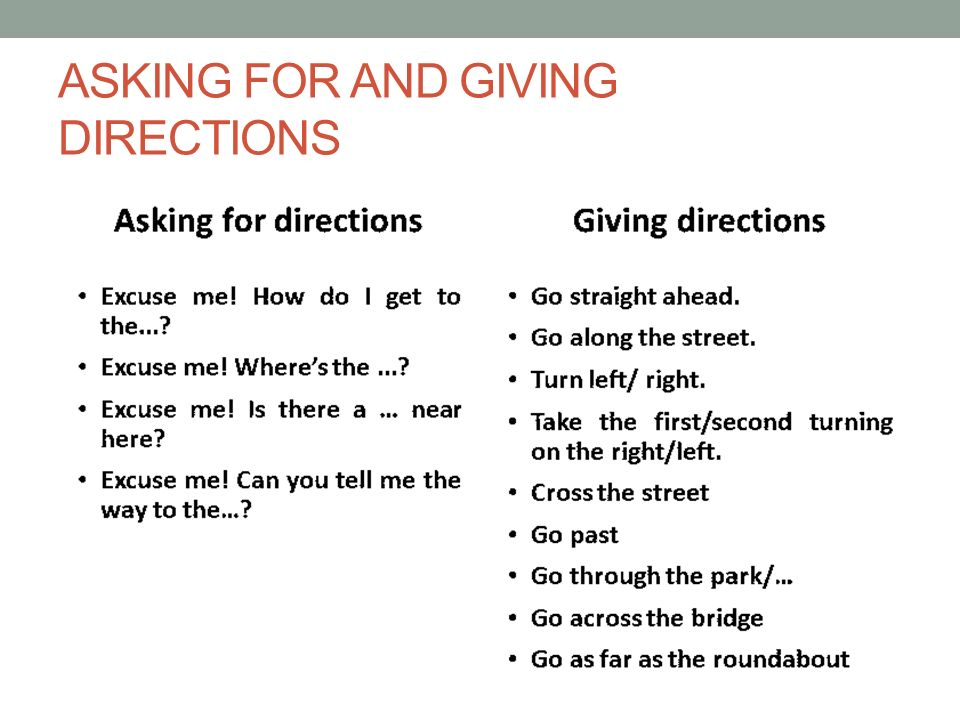 ASKING FOR AND GIVING
DIRECTIONS
Asking for directions
• Excuse me! How do I get to
the...?
• Excuse me! Where's the ...?
• Excuse me! Is there a ... near
here?
• Excuse me! Can you tell me the
way to the...?
Giving directions
• Go straight ahead.
• Go along the street.
• Turn left/ right.
• Take the first/second turning
on the right/left.
• Cross the street
• Go past
• Go through the park/...
• Go across the bridge
• Go as far as the roundabout